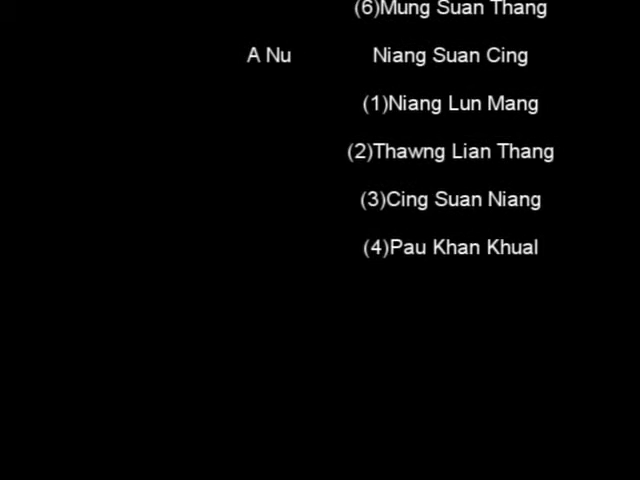 (6)Mung Suan Thang
A Nu Niang Suan Cing
(1)Niang Lun Mang
(2)Thawng Lian Thang
(3)Cing Suan Niang
(4)Pau Khan Khual